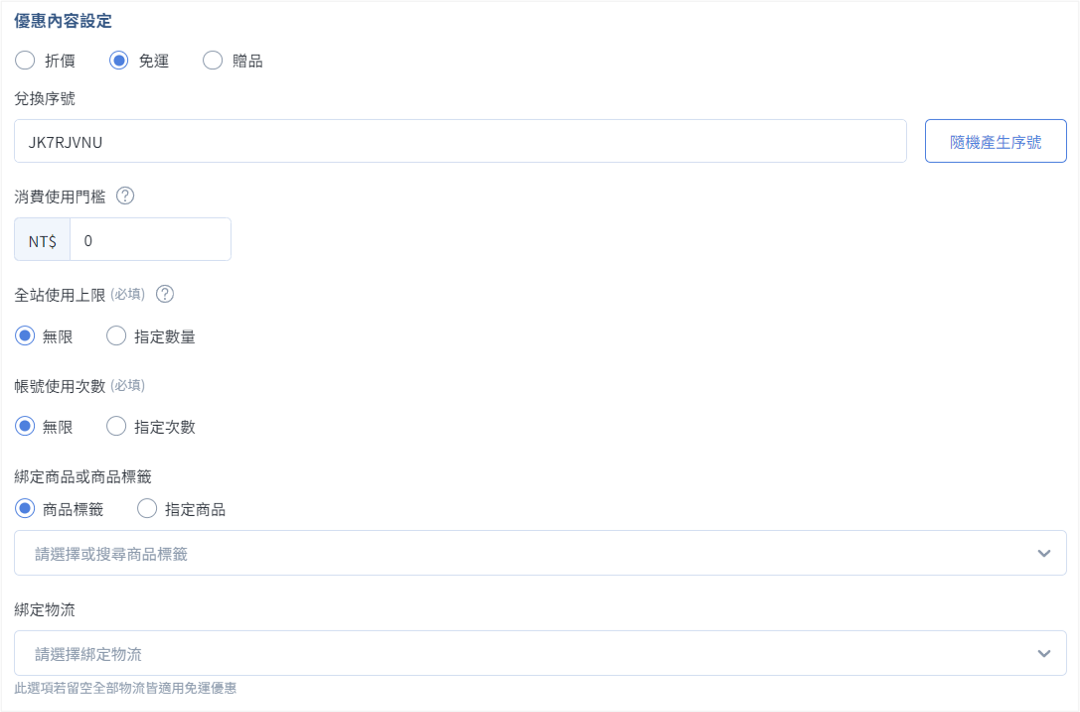 優惠內容設定
折價 免運 贈品
兌換序號
JK7RJVNU 隨機產生序號
消費使用門檻 ?
NT$ 0
全站使用上限 (必填) ?
無限 指定數量
帳號使用次數 (必填)
無限 指定次數
綁定商品或商品標籤
商品標籤 指定商品
請選擇或搜尋商品標籤
綁定物流
請選擇綁定物流
此選項若留空全部物流皆適用免運優惠